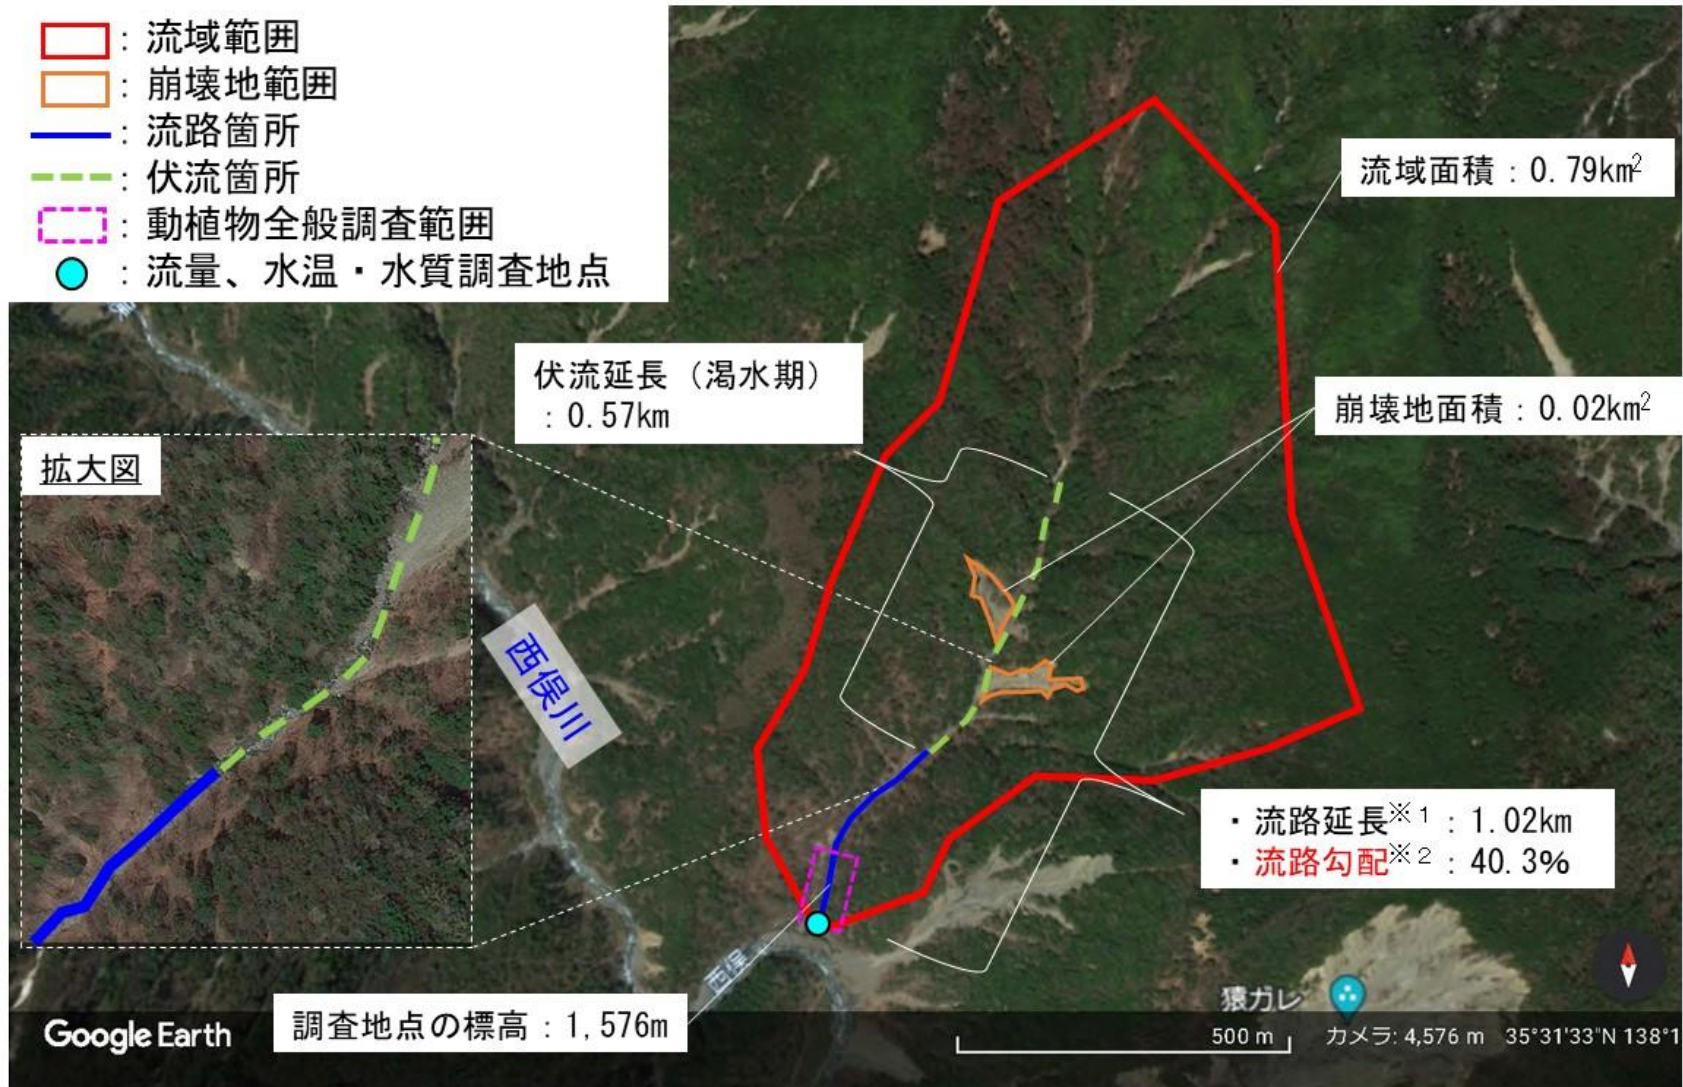 ：流域範囲
：崩壊地範囲
：流路箇所
：伏流箇所
：動植物全般調査範囲
：流量、水温・水質調査地点
流域面積：0.79km²
伏流延長（渇水期）
：0.57km
崩壊地面積：0.02km²
拡大図
西俣川
・流路延長※1：1.02km
・流路勾配※2：40.3%
調査地点の標高：1,576m
猿ガレ
Google Earth
500 m
カメラ: 4,576 m 35°31'33"N 138°1